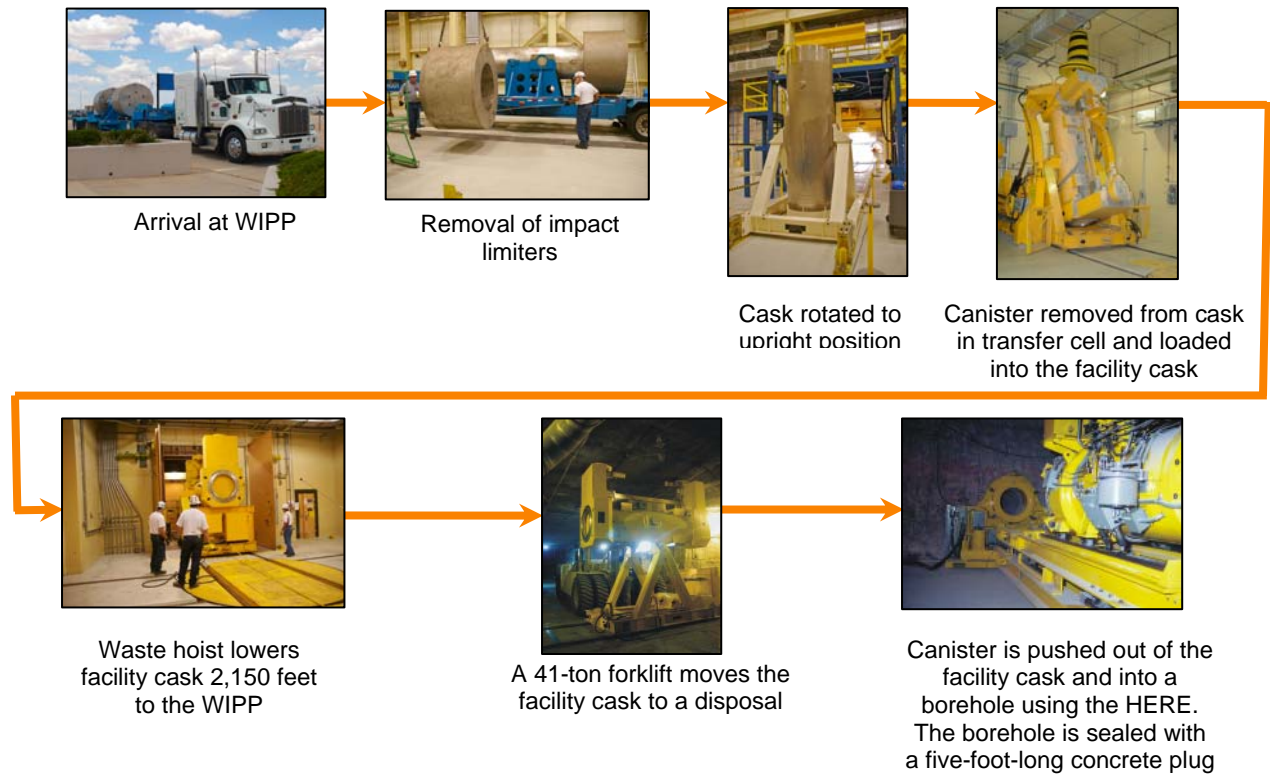 Arrival at WIPP
Removal of impact
limiters
Cask rotated to
upright position
Canister removed from cask
in transfer cell and loaded
into the facility cask
Waste hoist lowers
facility cask 2,150 feet
to the WIPP
A 41-ton forklift moves the
facility cask to a disposal
Canister is pushed out of the
facility cask and into a
borehole using the HERE.
The borehole is sealed with
a five-foot-long concrete plug